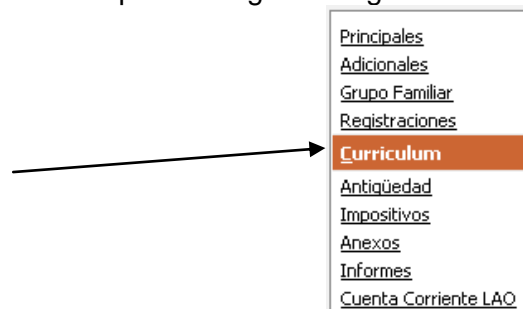 Principales
Adicionales
Grupo Familiar
Registraciones
Curriculum
Antigüedad
Impositivos
Anexos
Informes
Cuenta Corriente LAO